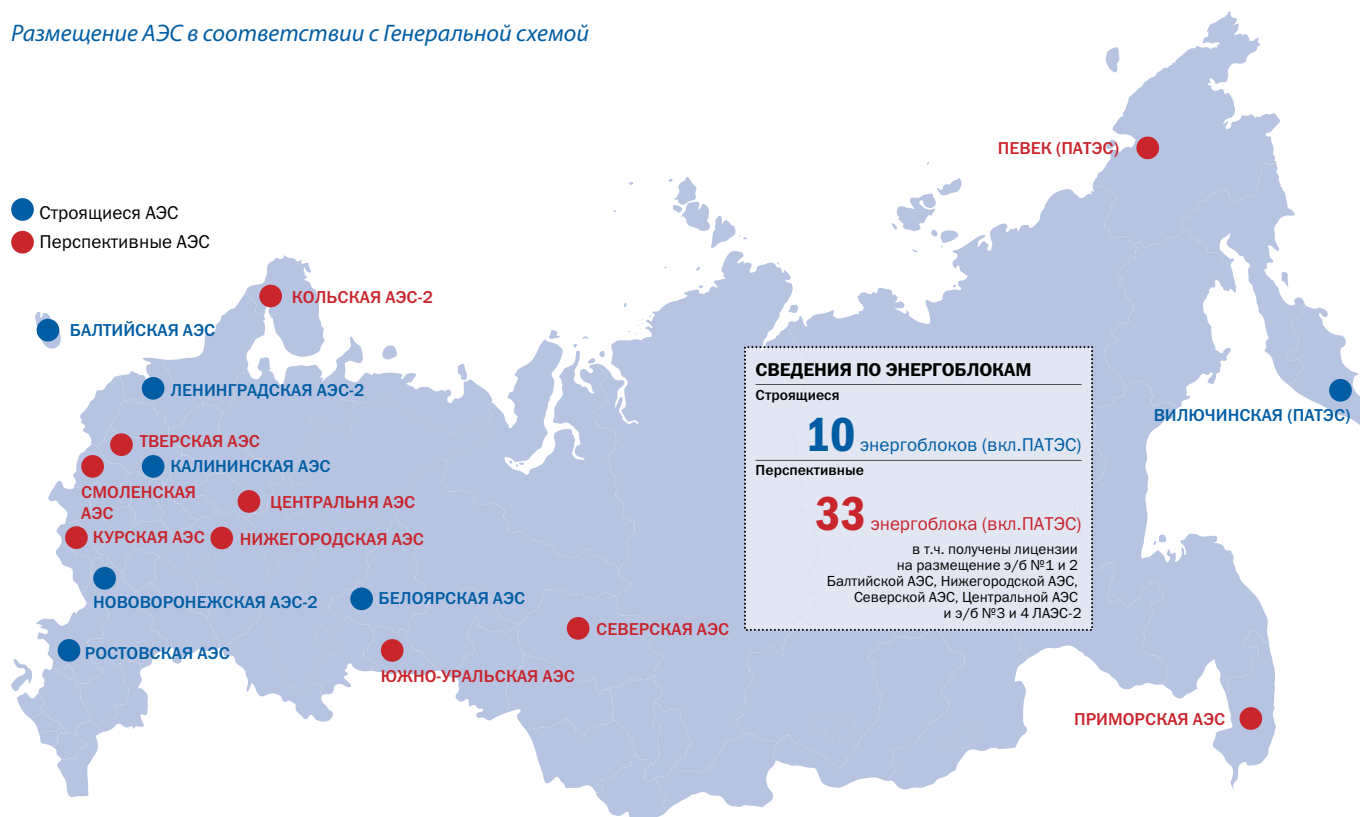 Размещение АЭС в соответствии с Генеральной схемой
ПЕВЕК (ПАТЭС)
Строящиеся АЭС
Перспективные АЭС
КОЛЬСКАЯ АЭС-2
БАЛТИЙСКАЯ АЭС
ЛЕНИНГРАДСКАЯ АЭС-2
ВИЛЮЧИНСКАЯ (ПАТЭС)
ТВЕРСКАЯ АЭС
КАЛИНИНСКАЯ АЭС
СМОЛЕНСКАЯ
АЭС
ЦЕНТРАЛЬНЯ АЭС
КУРСКАЯ АЭС
НИЖЕГОРОДСКАЯ АЭС
НОВОВОРОНЕЖСКАЯ АЭС-2
БЕЛОЯРСКАЯ АЭС
СЕВЕРСКАЯ АЭС
РОСТОВСКАЯ АЭС
ЮЖНО-УРАЛЬСКАЯ АЭС
ПРИМОРСКАЯ АЭС
СВЕДЕНИЯ ПО ЭНЕРГОБЛОКАМ
Строящиеся
10 энергоблоков (вкл.ПАТЭС)
Перспективные
33 энергоблока (вкл.ПАТЭС)
в т.ч. получены лицензии
на размещение э/б №1 и 2
Балтийской АЭС, Нижегородской АЭС,
Северской АЭС, Центральной АЭС
и э/б №3 и 4 ЛАЭС-2